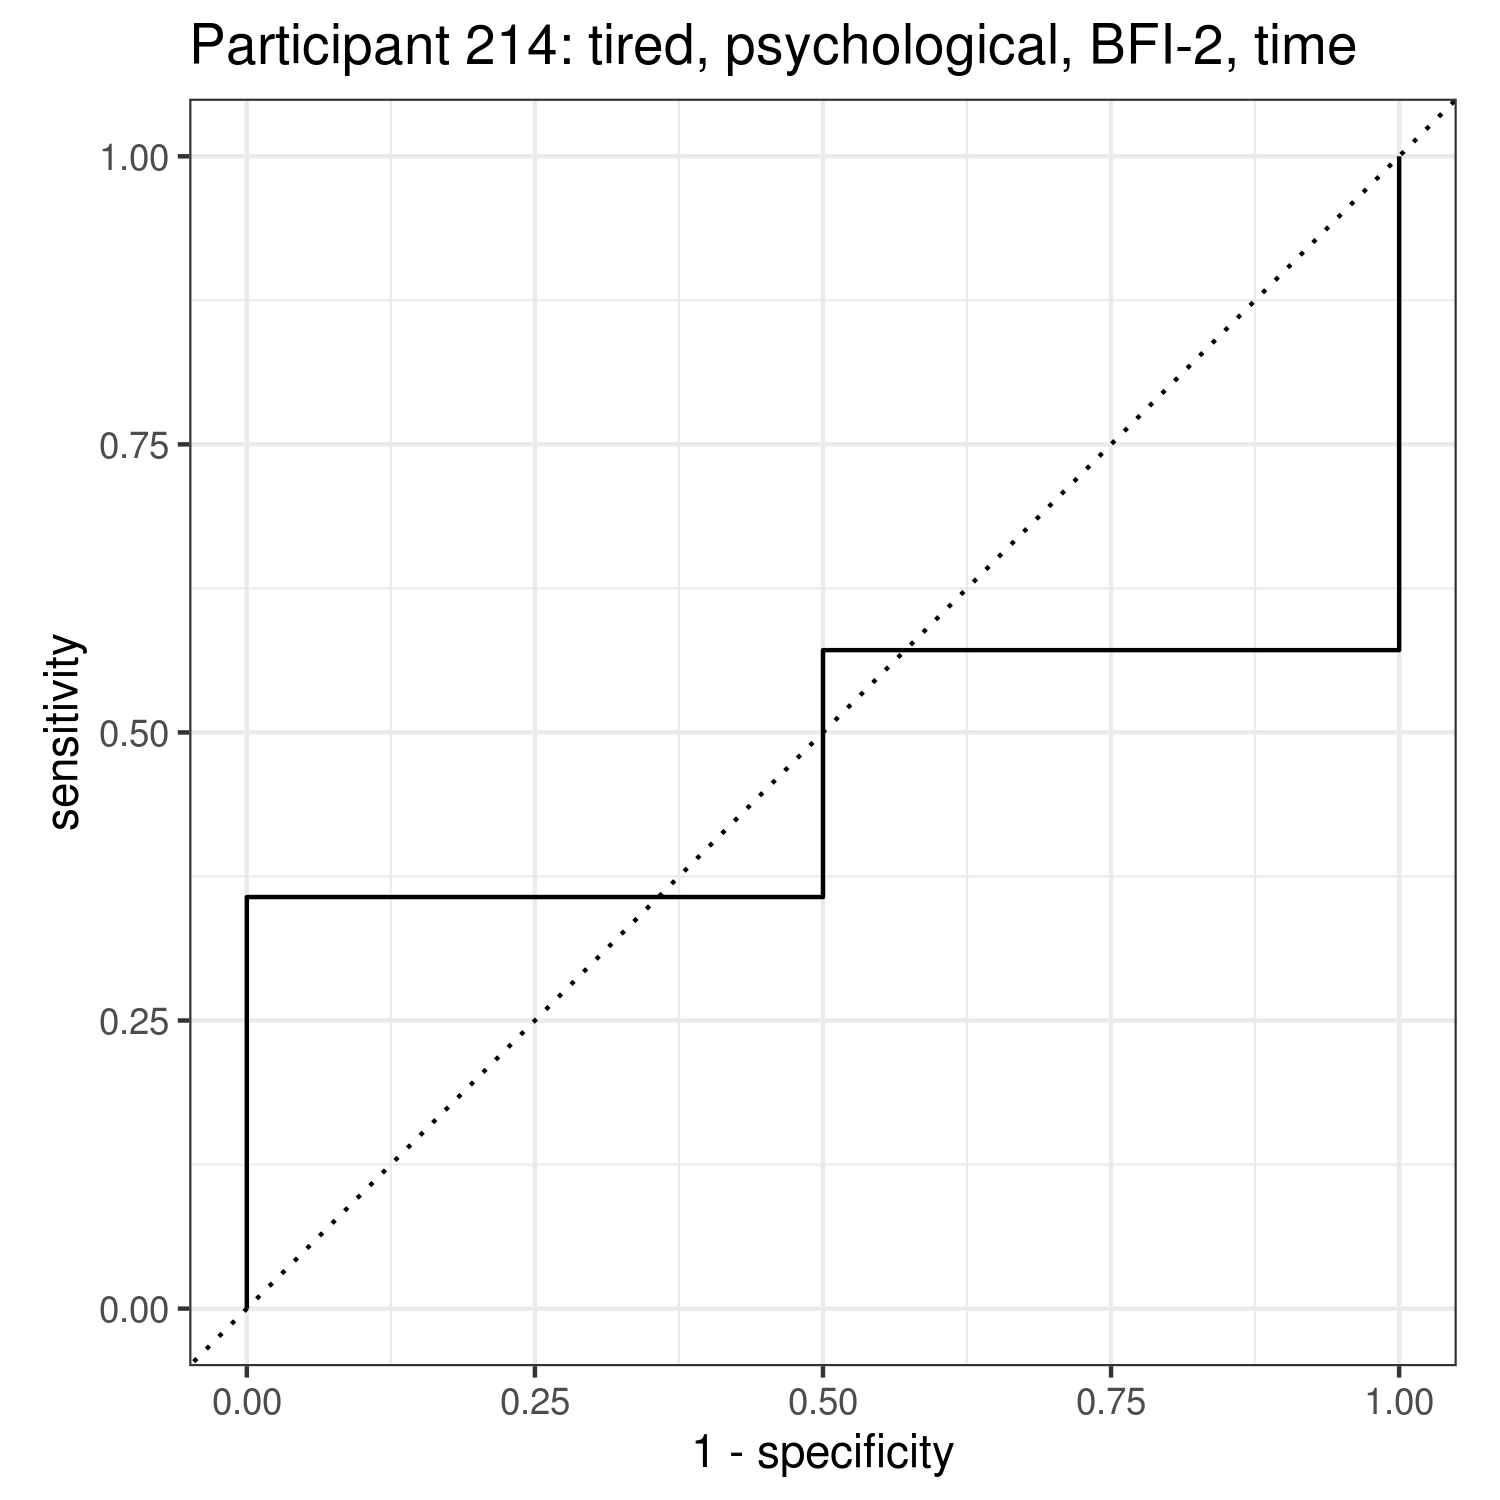 Participant 214: tired, psychological, BFI-2, time
1.00
0.75
0.50
0.25
0.00
sensitivity
0.00 0.25 0.50 0.75 1.00
1 - specificity